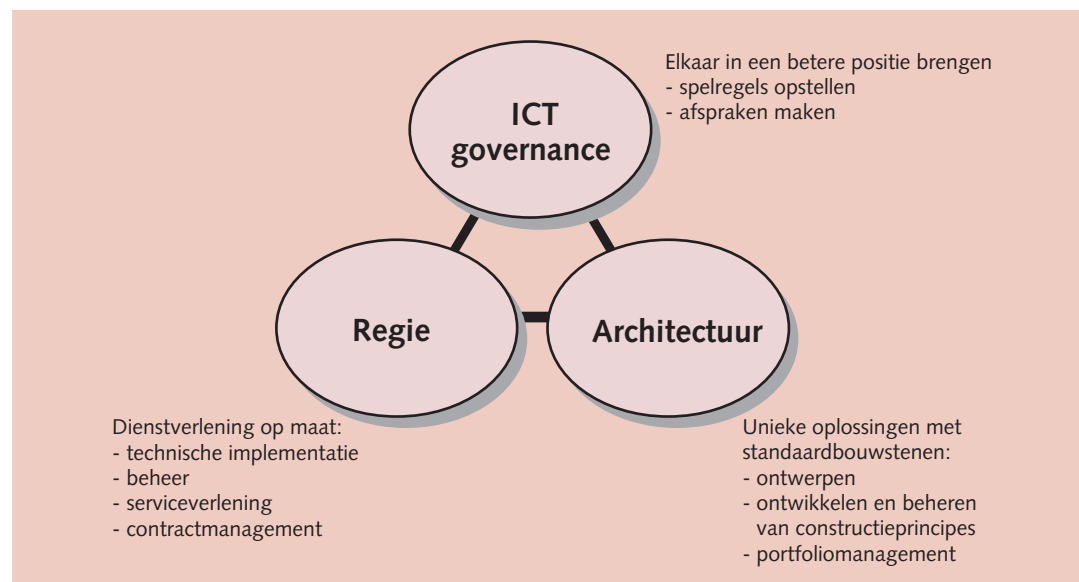 ICT
governance
Elkaar in een betere positie brengen
- spelregels opstellen
- afspraken maken
Regie
Architectuur
Dienstverlening op maat:
- technische implementatie
- beheer
- serviceverlening
- contractmanagement
Unieke oplossingen met
standaardbouwstenen:
- ontwerpen
- ontwikkelen en beheren
van constructieprincipes
- portfoliomanagement